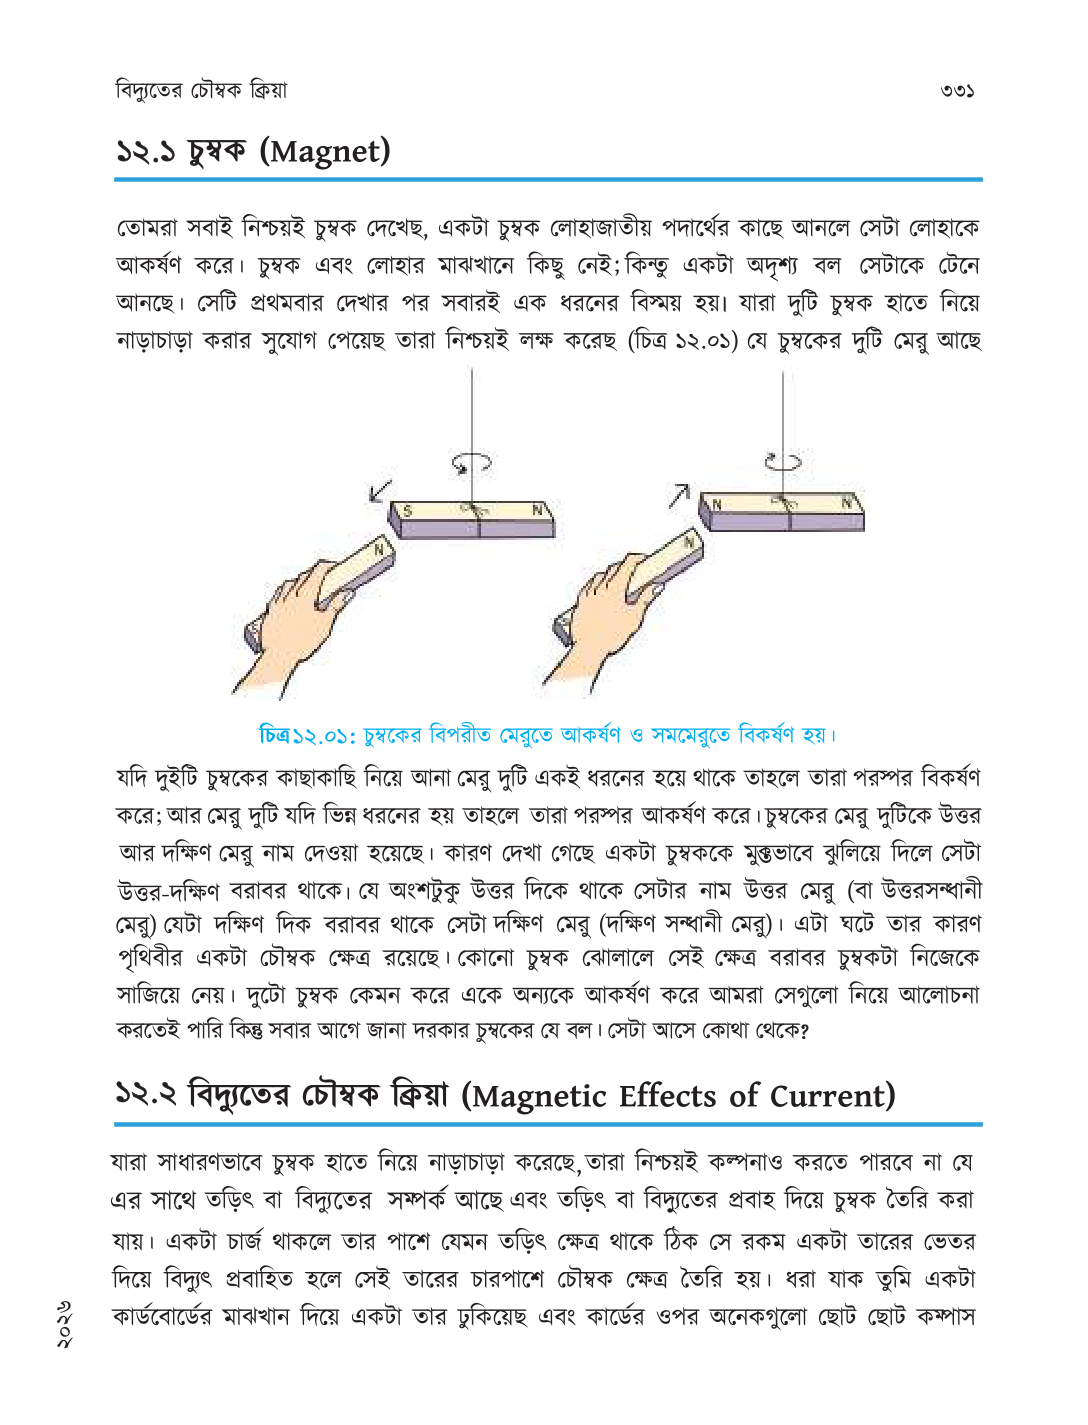 বিদ্যুতের চৌম্বক ক্রিয়া ৩৩১
১২.১ চুম্বক (Magnet)
তোমরা সবাই নিশ্চয়ই চুম্বক দেখেছ, একটা চুম্বক লোহাজাতীয় পদার্থের কাছে আনলে সেটা লোহাকে
আকর্ষণ করে। চুম্বক এবং লোহার মাঝখানে কিছু নেই; কিন্তু একটা অদৃশ্য বল সেটাকে টেনে
আনছে। সেটি প্রথমবার দেখার পর সবারই এক ধরনের বিস্ময় হয়। যারা দুটি চুম্বক হাতে নিয়ে
নাড়াচাড়া করার সুযোগ পেয়েছ তারা নিশ্চয়ই লক্ষ করেছ (চিত্র ১২.০১) যে চুম্বকের দুটি মেরু আছে
S N N
N N
N N
S
চিত্র১২.০১: চুম্বকের বিপরীত মেরুতে আকর্ষণ ও সমমেরুতে বিকর্ষণ হয়।
যদি দুইটি চুম্বকের কাছাকাছি নিয়ে আনা মেরু দুটি একই ধরনের হয়ে থাকে তাহলে তারা পরস্পর বিকর্ষণ
করে; আর মেরু দুটি যদি ভিন্ন ধরনের হয় তাহলে তারা পরস্পর আকর্ষণ করে। চুম্বকের মেরু দুটিকে উত্তর
আর দক্ষিণ মেরু নাম দেওয়া হয়েছে। কারণ দেখা গেছে একটা চুম্বককে মুক্তভাবে ঝুলিয়ে দিলে সেটা
উত্তর-দক্ষিণ বরাবর থাকে। যে অংশটুকু উত্তর দিকে থাকে সেটার নাম উত্তর মেরু (বা উত্তরসন্ধানী
মেরু) যেটা দক্ষিণ দিক বরাবর থাকে সেটা দক্ষিণ মেরু (দক্ষিণ সন্ধানী মেরু)। এটা ঘটে তার কারণ
পৃথিবীর একটা চৌম্বক ক্ষেত্র রয়েছে। কোনো চুম্বক ঝোলালে সেই ক্ষেত্র বরাবর চুম্বকটা নিজেকে
সাজিয়ে নেয়। দুটো চুম্বক কেমন করে একে অন্যকে আকর্ষণ করে আমরা সেগুলো নিয়ে আলোচনা
করতেই পারি কিন্তু সবার আগে জানা দরকার চুম্বকের যে বল। সেটা আসে কোথা থেকে?
১২.২ বিদ্যুতের চৌম্বক ক্রিয়া (Magnetic Effects of Current)
যারা সাধারণভাবে চুম্বক হাতে নিয়ে নাড়াচাড়া করেছে,তারা নিশ্চয়ই কল্পনাও করতে পারবে না যে
এর সাথে তড়িৎ বা বিদ্যুতের সম্পর্ক আছে এবং তড়িৎ বা বিদ্যুতের প্রবাহ দিয়ে চুম্বক তৈরি করা
যায়। একটা চার্জ থাকলে তার পাশে যেমন তড়িৎ ক্ষেত্র থাকে ঠিক সে রকম একটা তারের ভেতর
দিয়ে বিদ্যুৎ প্রবাহিত হলে সেই তারের চারপাশে চৌম্বক ক্ষেত্র তৈরি হয়। ধরা যাক তুমি একটা
কার্ডবোর্ডের মাঝখান দিয়ে একটা তার ঢুকিয়েছ এবং কার্ডের ওপর অনেকগুলো ছোট ছোট কম্পাস
২০২৬